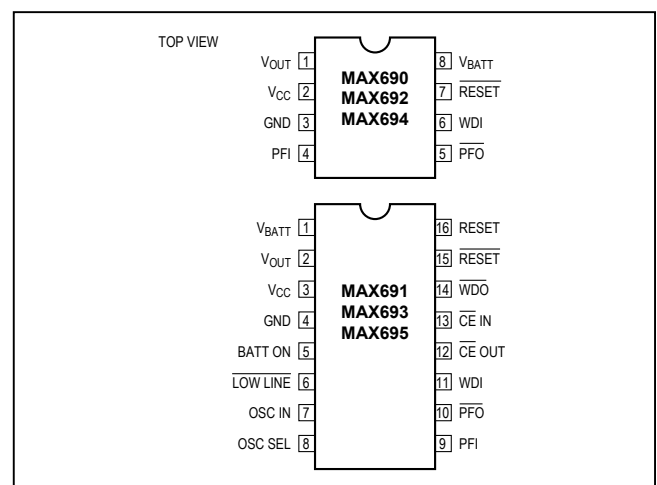 TOP VIEW
VOUT 1
VCC 2
GND 3
PFI 4
MAX690
MAX692
MAX694
8 VBATT
7 RESET
6 WDI
5 PFO
VBATT 1
VOUT 2
VCC 3
GND 4
BATT ON 5
LOW LINE 6
OSC IN 7
OSC SEL 8
MAX691
MAX693
MAX695
16 RESET
15 RESET
14 WDO
13 CE IN
12 CE OUT
11 WDI
10 PFO
9 PFI